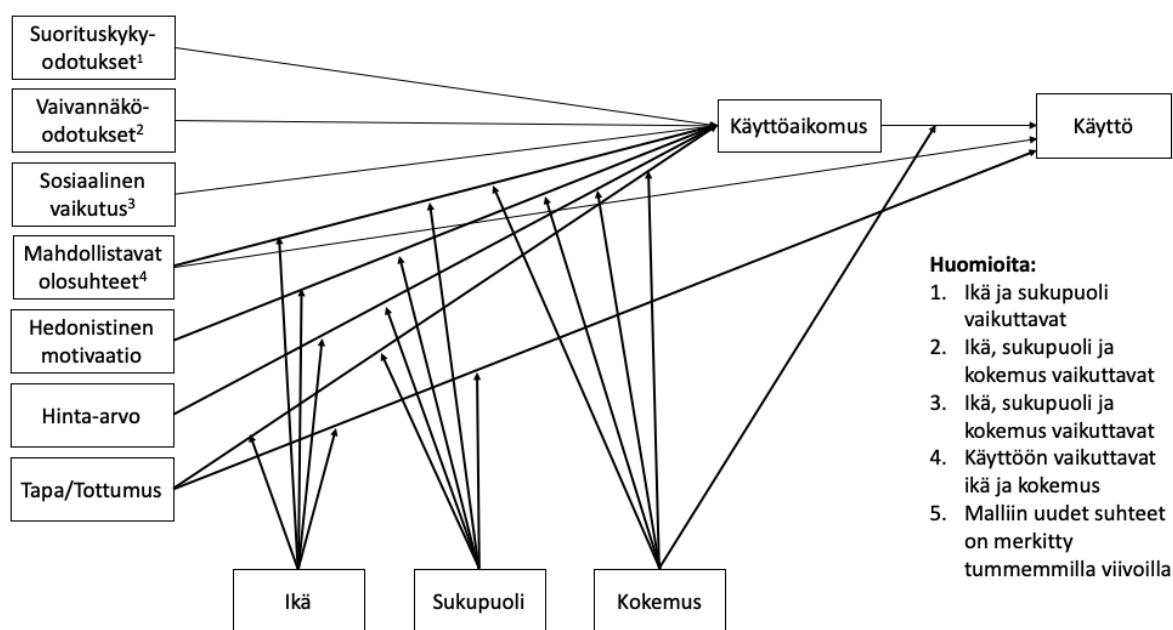 Suorituskyky-
odotukset¹
Vaivannäkö-
odotukset²
Sosiaalinen
vaikutus³
Mahdollistavat
olosuhteet⁴
Hedonistinen
motivaatio
Hinta-arvo
Tapa/Tottumus
Käyttöaikomus
Käyttö
Huomioita:
1. Ikä ja sukupuoli
vaikuttavat
2. Ikä, sukupuoli ja
kokemus vaikuttavat
3. Ikä, sukupuoli ja
kokemus vaikuttavat
4. Käyttöön vaikuttavat
ikä ja kokemus
5. Malliin uudet suhteet
on merkitty
tummemmilla viivoilla
Ikä
Sukupuoli
Kokemus